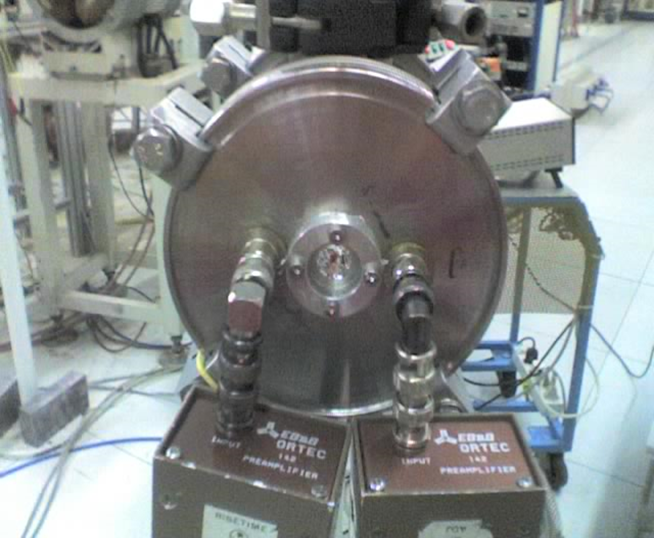 EG&G
ORTEC
142
INPUT
PREAMPLIFIER
RISETIME
EG&G
ORTEC
142
INPUT
PREAMPLIFIER